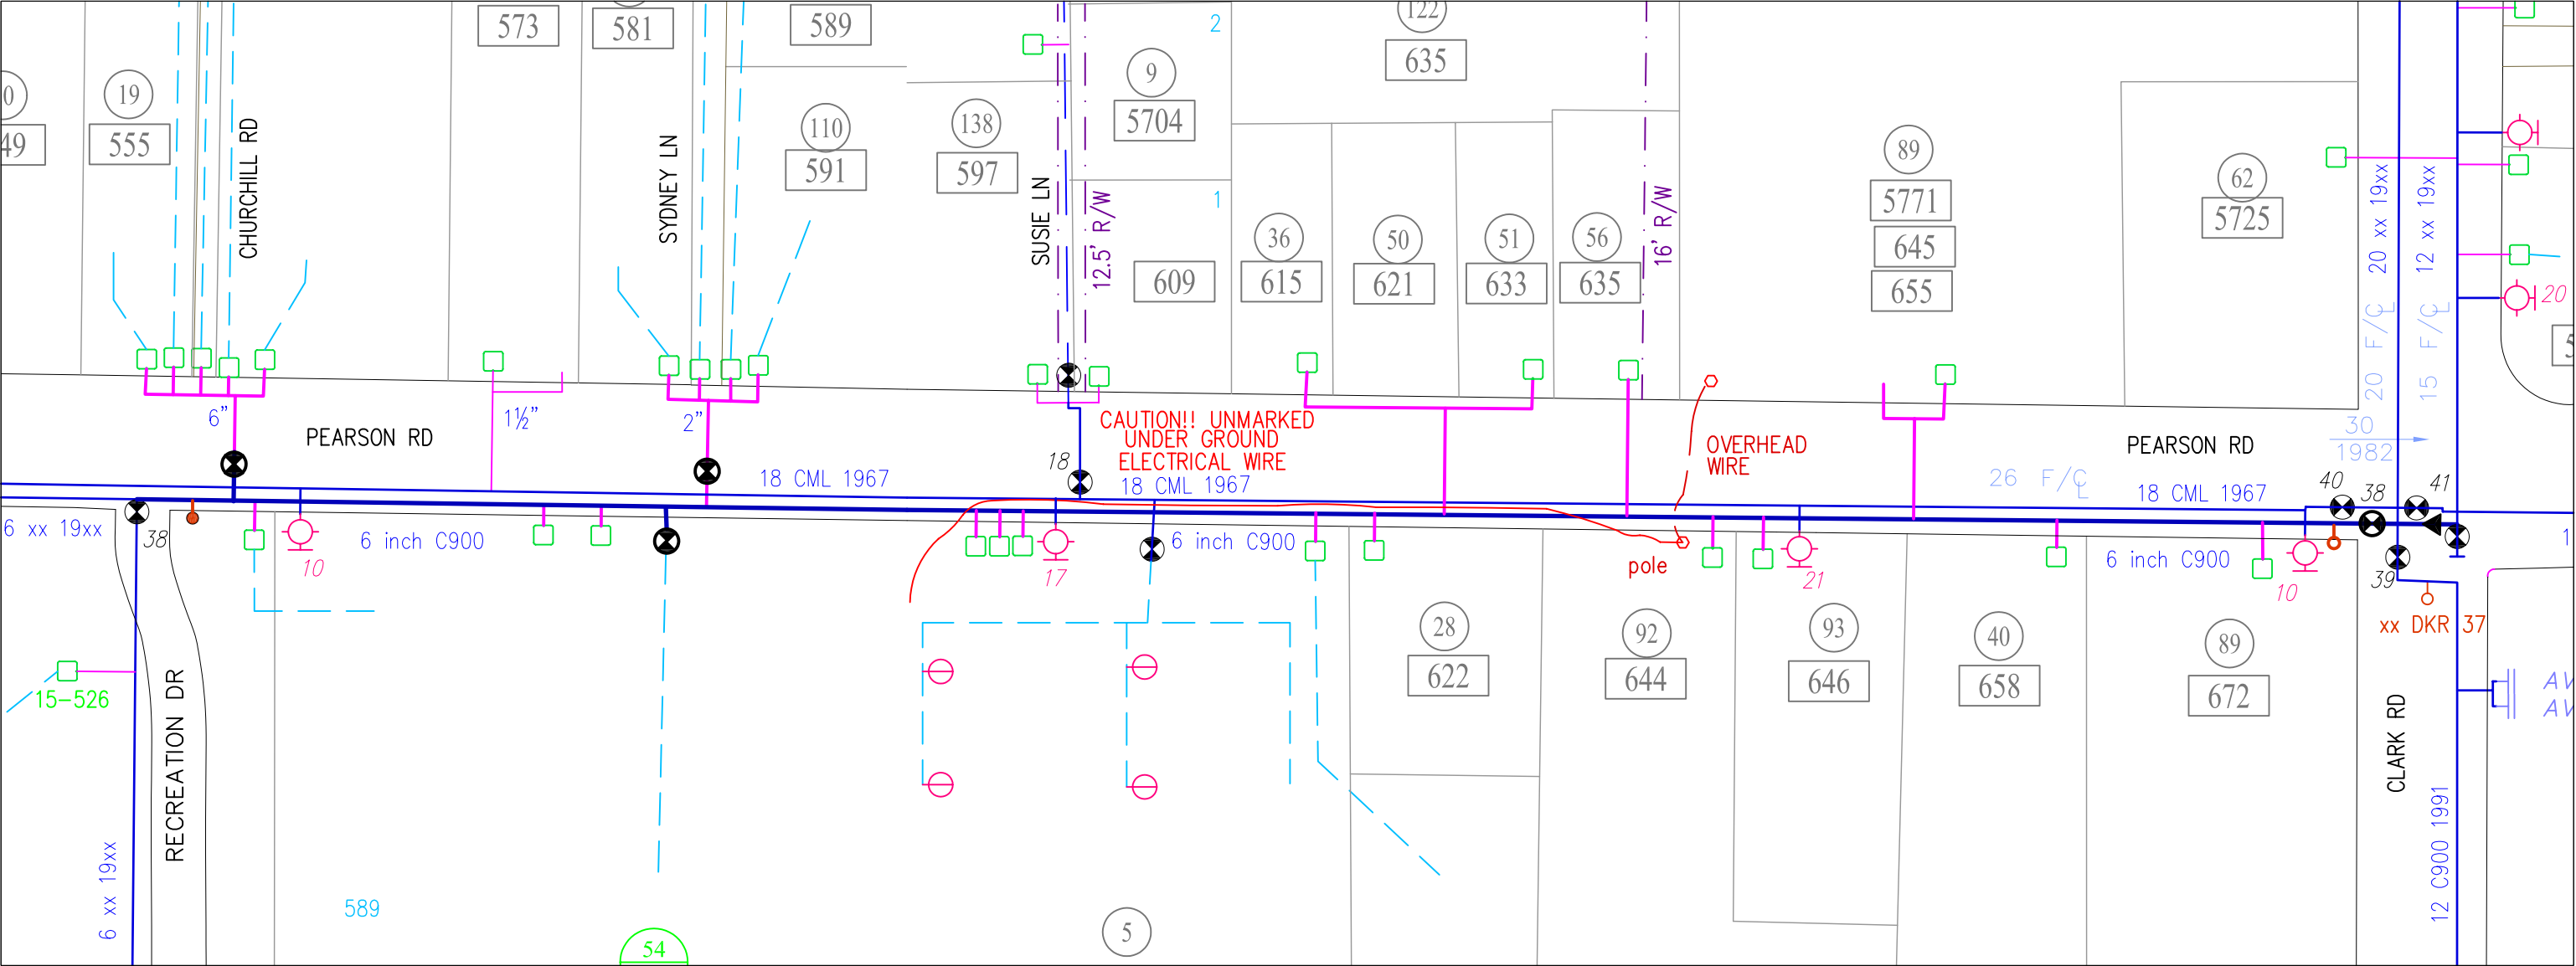 573
581
589
2
122
635
9
5704
19
555
49
CHURCHILL RD
SYDNEY LN
110
591
138
597
SUSIE LN
12.5' R/W
1
609
36
615
50
621
51
633
56
635
16' R/W
89
5771
645
655
62
5725
20 xx 19xx
12 xx 19xx
20 F/℄
15 F/℄
20
6"
PEARSON RD
1½"
2"
CAUTION!! UNMARKED
UNDER GROUND
ELECTRICAL WIRE
OVERHEAD
WIRE
PEARSON RD
30
1982
18 CML 1967
18
18 CML 1967
26 F/℄
18 CML 1967
40
38
41
6 xx 19xx
38
6 inch C900
10
17
6 inch C900
pole
21
6 inch C900
10
39
xx DKR 37
15-526
RECREATION DR
28
622
92
644
93
646
40
658
89
672
CLARK RD
AV
AV
6 xx 19xx
12 C900 1991
589
54
5